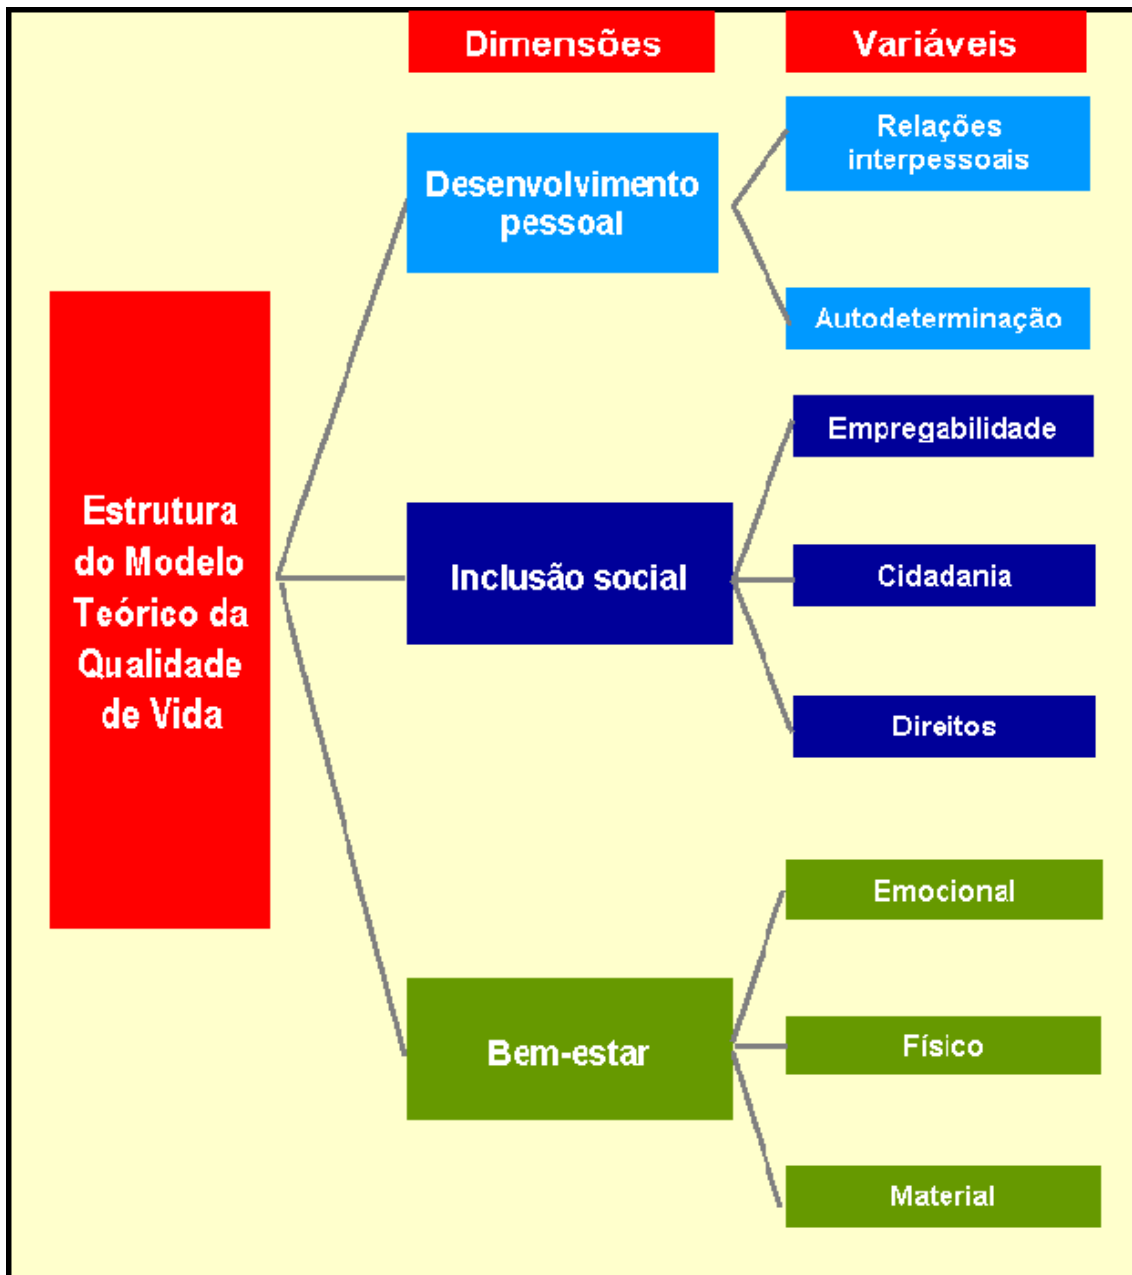 Dimensões
Variáveis
Estrutura
do Modelo
Teórico da
Qualidade
de Vida
Desenvolvimento
pessoal
Relações
interpessoais
Autodeterminação
Inclusão social
Empregabilidade
Cidadania
Direitos
Bem-estar
Emocional
Físico
Material